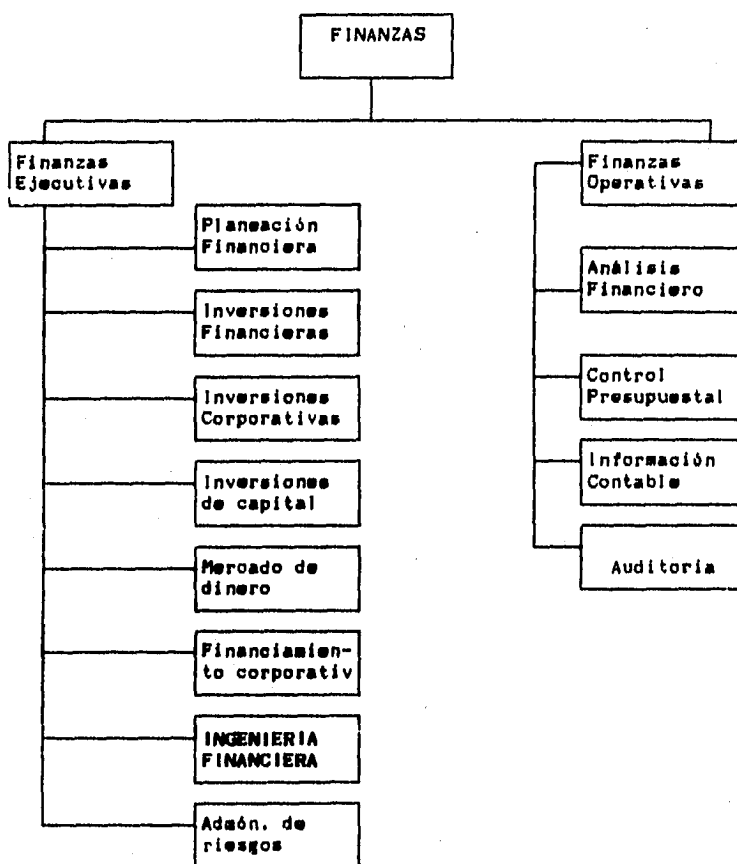 FINANZAS
Finanzas
Ejecutivas
Planeación
Financiera
Inversiones
Financieras
Inversiones
Corporativas
Inversiones
de capital
Mercado de
dinero
Financiamien-
to corporativ
INGENIERIA
FINANCIERA
Admón. de
riesgos
Finanzas
Operativas
Análisis
Financiero
Control
Presupuestal
Información
Contable
Auditoria